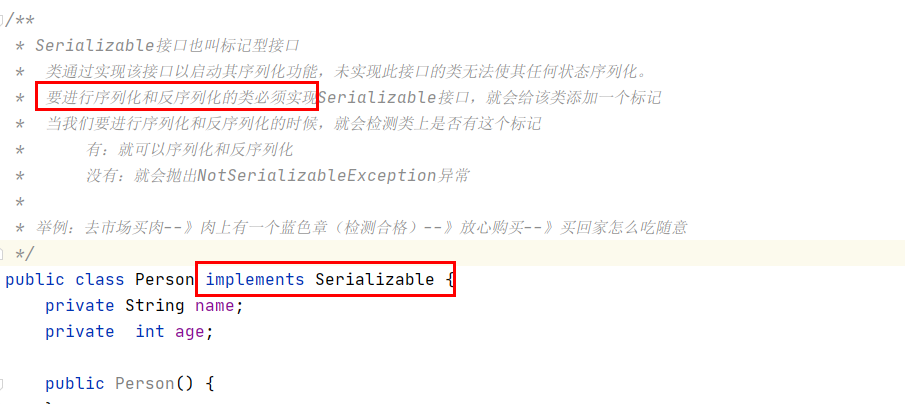 /**
* Serializable接口也叫标记型接口
* 类通过实现该接口以启动其序列化功能，未实现此接口的类无法使其任何状态序列化。
* 要进行序列化和反序列化的类必须实现Serializable接口，就会给该类添加一个标记
* 当我们要进行序列化和反序列化的时候，就会检测类上是否有这个标记
* 有：就可以序列化和反序列化
* 没有：就会抛出NotSerializableException异常
*
* 举例：去市场买肉--》肉上有一个蓝色章（检测合格）--》放心购买--》买回家怎么吃随意
*/
public class Person implements Serializable {
private String name;
private int age;
public Person() {